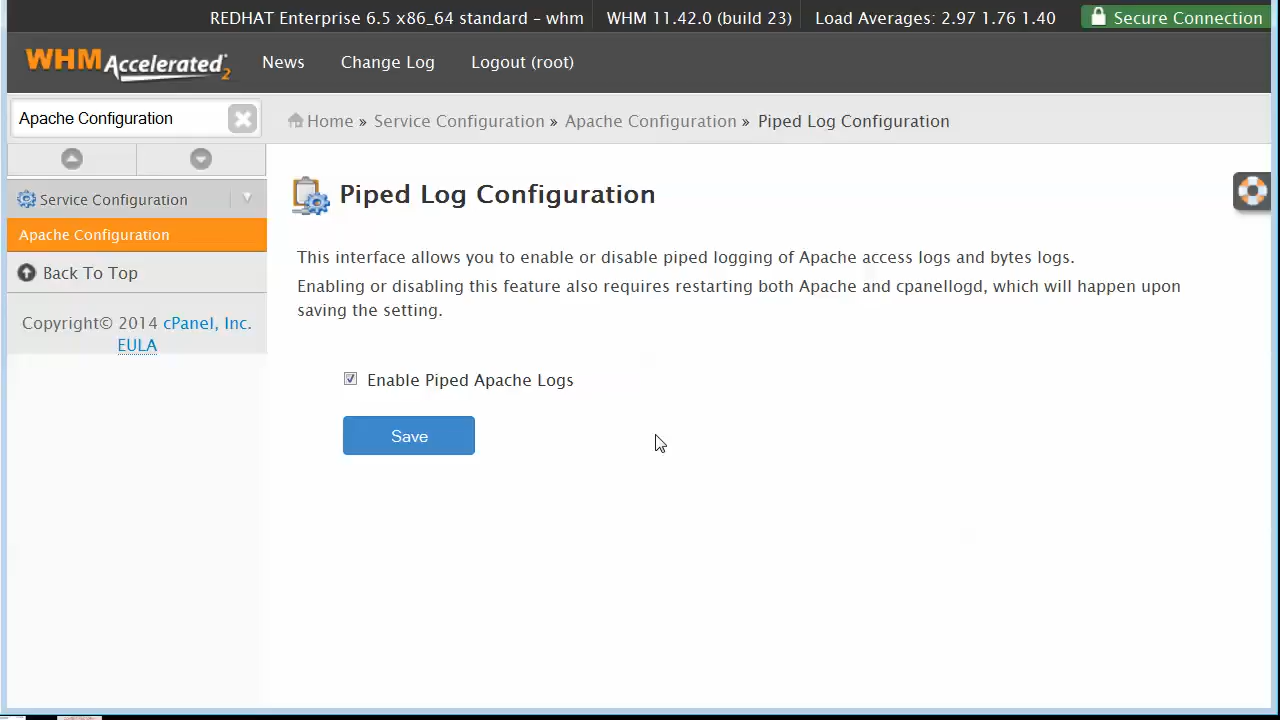 REDHAT Enterprise 6.5 x86_64 standard – whm WHM 11.42.0 (build 23) Load Averages: 2.97 1.76 1.40 Secure Connection
WHM Accelerated2 News Change Log Logout (root)
Apache Configuration
Home » Service Configuration » Apache Configuration » Piped Log Configuration
Service Configuration
Apache Configuration
Back To Top
Copyright© 2014 cPanel, Inc.
EULA
Piped Log Configuration
This interface allows you to enable or disable piped logging of Apache access logs and bytes logs.
Enabling or disabling this feature also requires restarting both Apache and cpanellogd, which will happen upon
saving the setting.
Enable Piped Apache Logs
Save